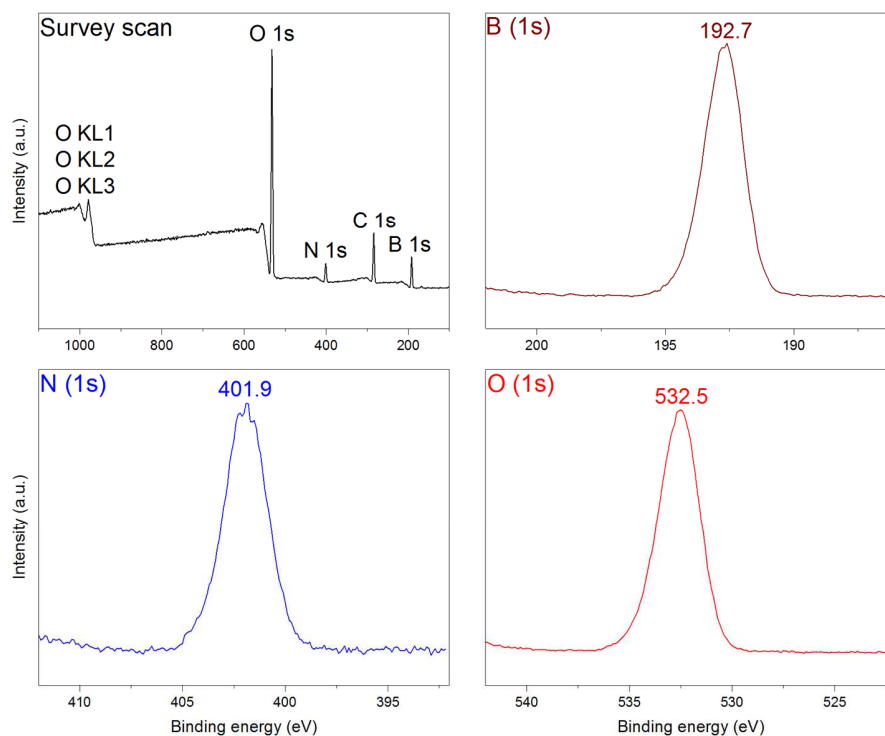 Survey scan
O 1s
O KL1
O KL2
O KL3
C 1s
N 1s
B 1s
Intensity (a.u.)
1000 800 600 400 200
B (1s)
192.7
200 195 190
N (1s)
401.9
Intensity (a.u.)
410 405 400 395
Binding energy (eV)
O (1s)
532.5
540 535 530 525
Binding energy (eV)